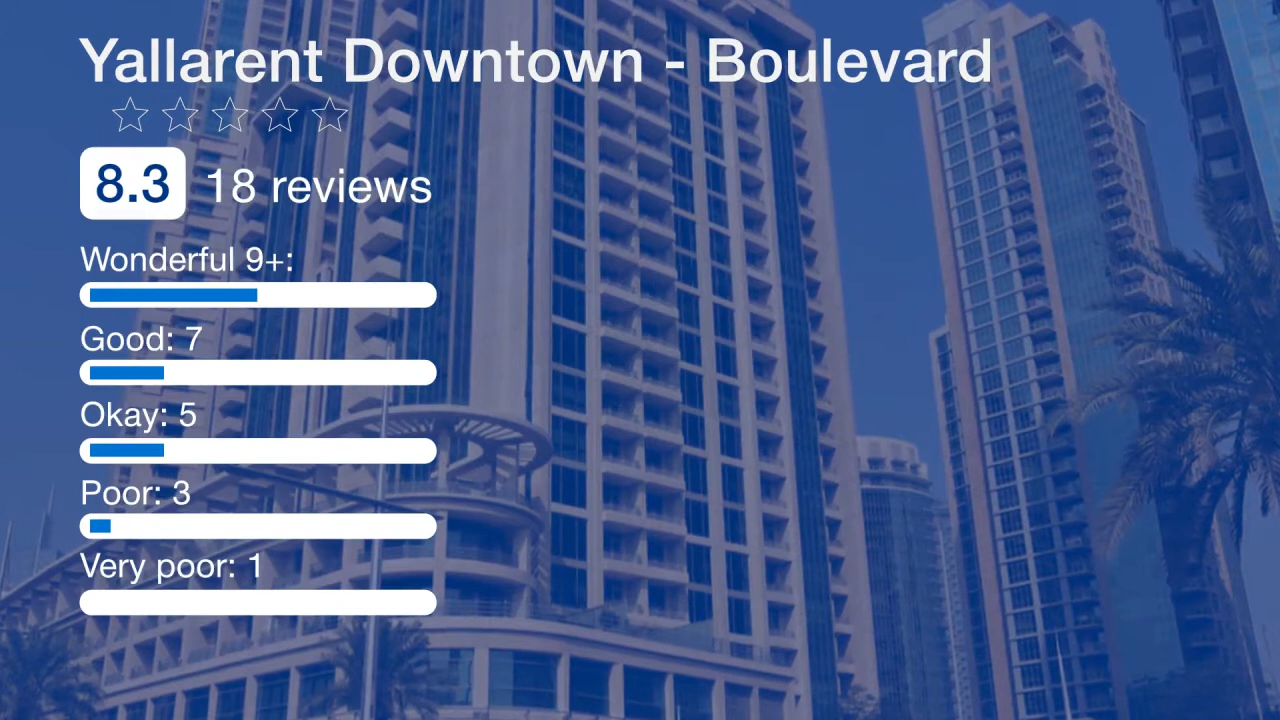 Yallarent Downtown - Boulevard
8.3 18 reviews
Wonderful 9+:
Good: 7
Okay: 5
Poor: 3
Very poor: 1